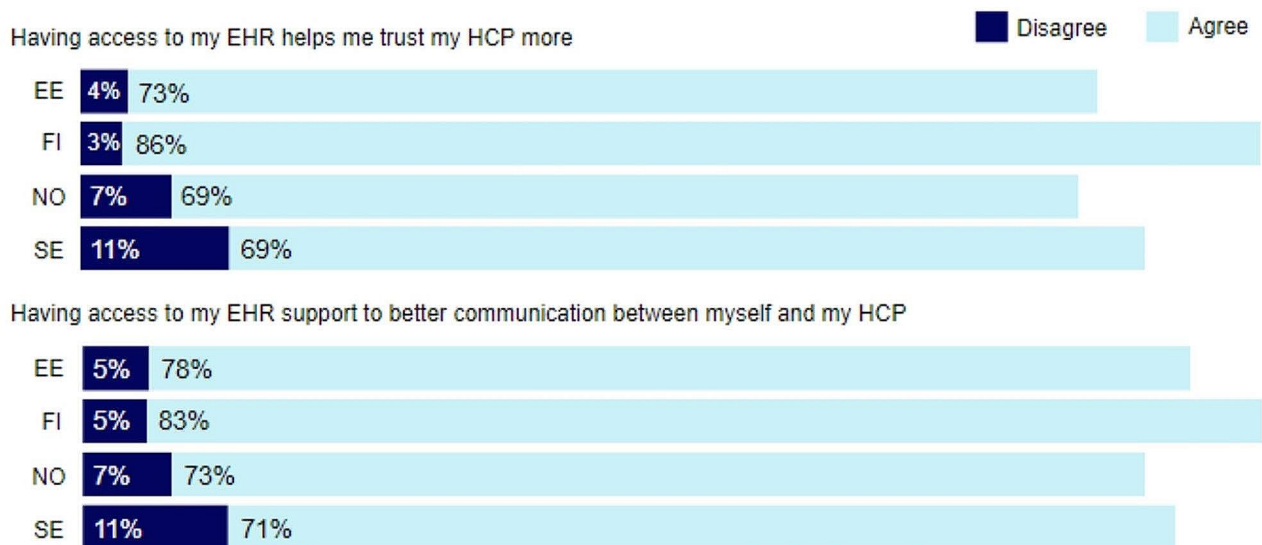 Disagree Agree
Having access to my EHR helps me trust my HCP more
EE 4% 73%
FI 3% 86%
NO 7% 69%
SE 11% 69%
Having access to my EHR support to better communication between myself and my HCP
EE 5% 78%
FI 5% 83%
NO 7% 73%
SE 11% 71%